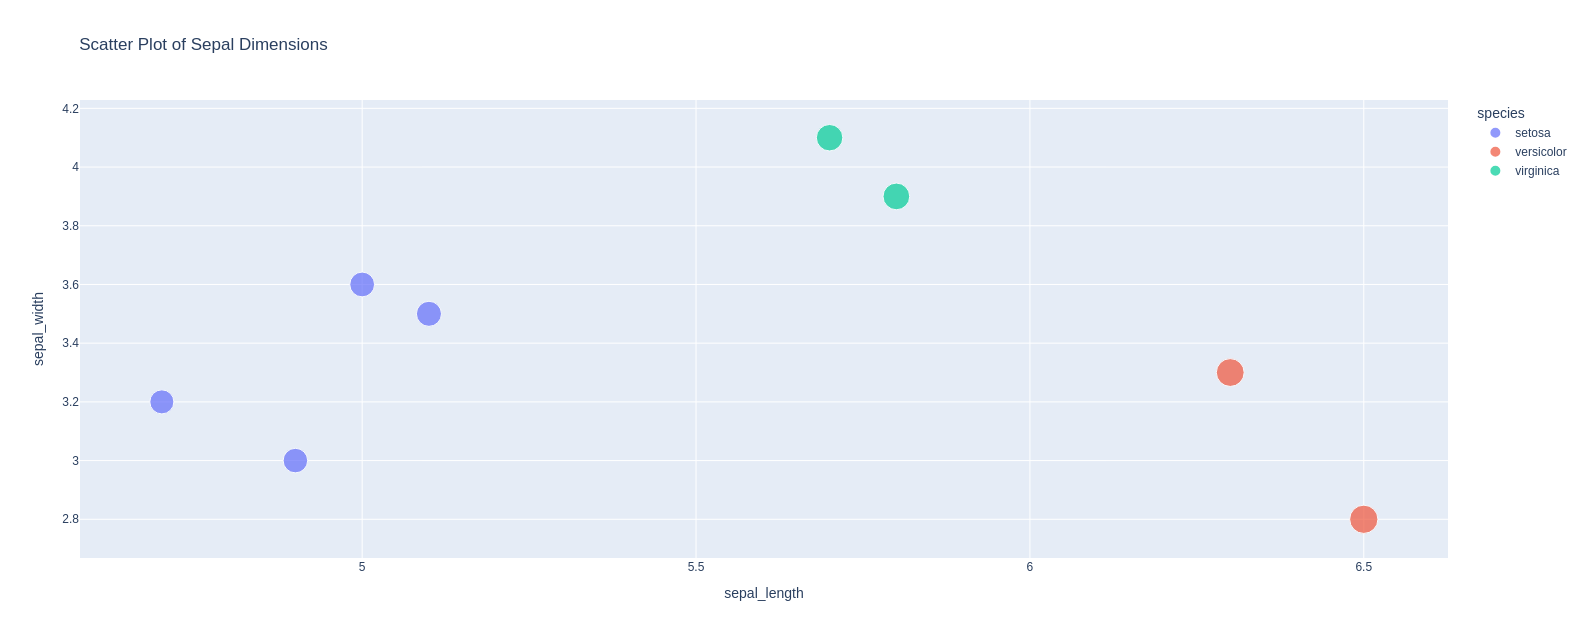 Scatter Plot of Sepal Dimensions
species
setosa
versicolor
virginica
sepal_width
4.2
4
3.8
3.6
3.4
3.2
3
2.8
5
5.5
6
6.5
sepal_length